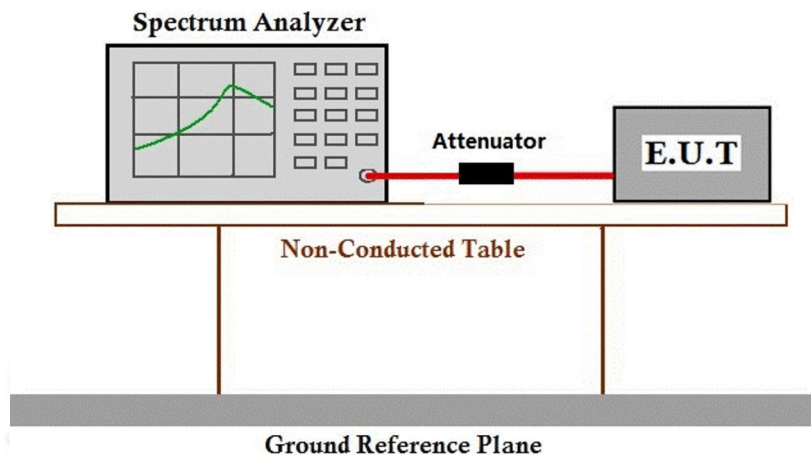 Spectrum Analyzer
Attenuator
E.U.T
Non-Conducted Table
Ground Reference Plane